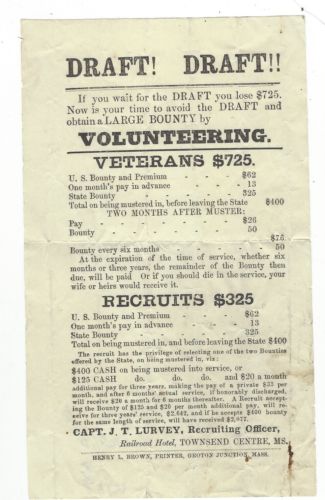 DRAFT! DRAFT!!
If you wait for the DRAFT you lose $725.
Now is your time to avoid the DRAFT and
obtain a LARGE BOUNTY by
VOLUNTEERING.
VETERANS $725.
U. S. Bounty and Premium - - - - $62
One month's pay in advance - - - - 13
State Bounty - - - - 325
Total on being mustered in, before leaving the State $400
TWO MONTHS AFTER MUSTER:
Pay - - - - $26
Bounty - - - - 50
$76
Bounty every six months - - - - 50
At the expiration of time of service, whether six
months or three years, the remainder of the Bounty then
due, will be paid Or if you should die in the service, your
wife or heirs would receive it.
RECRUITS $325
U. S. Bounty and Premium - - - - $62
One month's pay in advance - - - - 13
State Bounty - - - - 325
Total on being mustered in, and before leaving the State $400
The recruit has the privilege of selecting one of the two Bounties
offered by the State, on being mustered in, viz:
$400 CASH on being mustered into service, or
$125 CASH do. do. do. and $20 a month
additional pay for three years, making the pay of a private $33 per
month, and after 6 months' actual service, if honorably discharged,
will receive $20 a month for 6 months thereafter. A Recruit accept-
ing the Bounty of $125 and $20 per month additional pay, will re-
ceive for three years' service, and if he accepts $400 bounty
for the same length of service, will have received
CAPT. J. T. LURVEY, Recruiting Officer,
Railroad Hotel, TOWNSEND CENTRE, MS.
HENRY L. BROWN, PRINTER, GROTON JUNCTION, MASS.